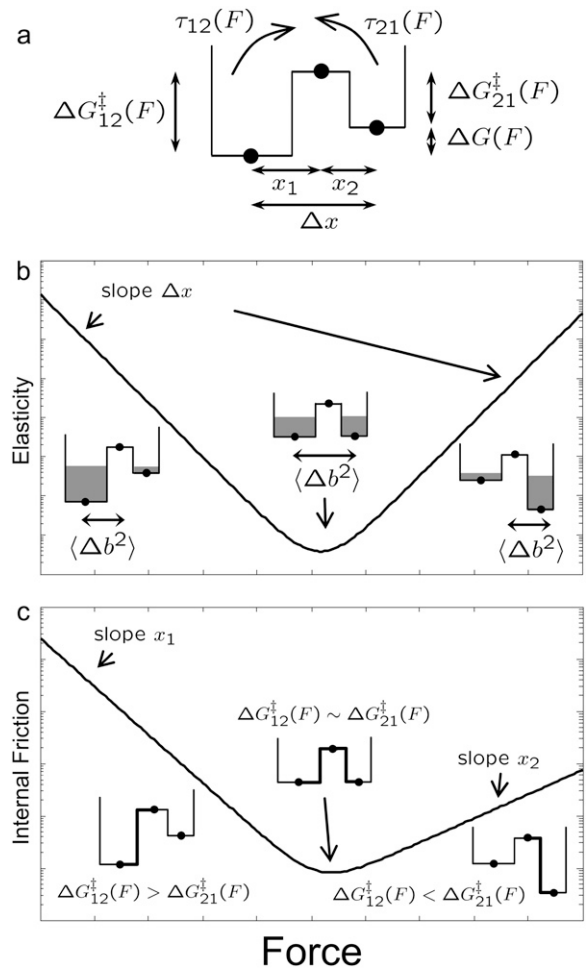 a
τ₁₂(F) τ₂₁(F)
ΔG‡₁₂(F)
ΔG‡₂₁(F)
ΔG(F)
x₁ x₂
Δx
b
slope Δx
Elasticity
⟨Δb²⟩
⟨Δb²⟩
⟨Δb²⟩
c
slope x₁
Internal Friction
ΔG‡₁₂(F) ∼ ΔG‡₂₁(F)
slope x₂
ΔG‡₁₂(F) > ΔG‡₂₁(F)
ΔG‡₁₂(F) < ΔG‡₂₁(F)
Force